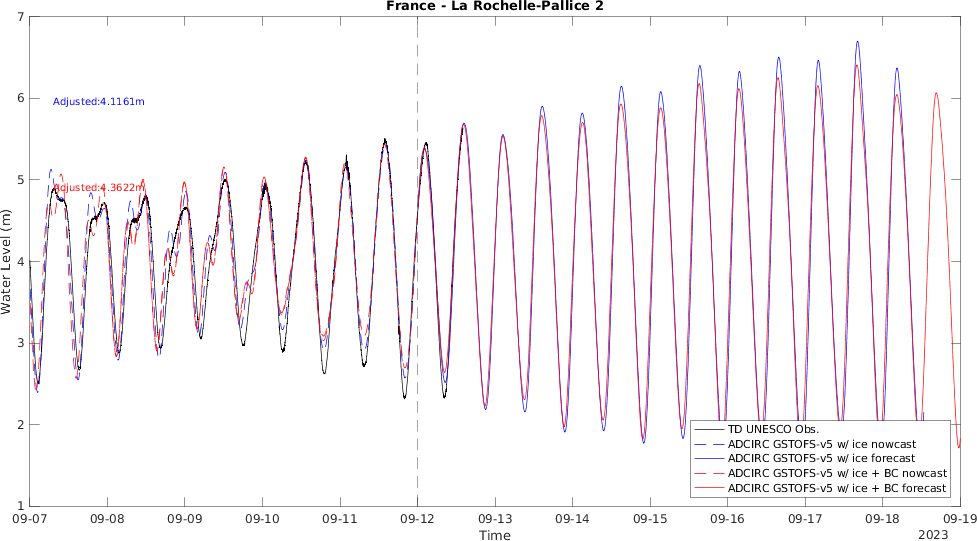 France - La Rochelle-Pallice 2
7
6
5
4
3
2
1
Water Level (m)
Adjusted:4.1161m
Adjusted:4.3622m
TD UNESCO Obs.
ADCIRC GSTOFS-v5 w/ ice nowcast
ADCIRC GSTOFS-v5 w/ ice forecast
ADCIRC GSTOFS-v5 w/ ice + BC nowcast
ADCIRC GSTOFS-v5 w/ ice + BC forecast
09-07 09-08 09-09 09-10 09-11 09-12 09-13 09-14 09-15 09-16 09-17 09-18 09-19
Time
2023